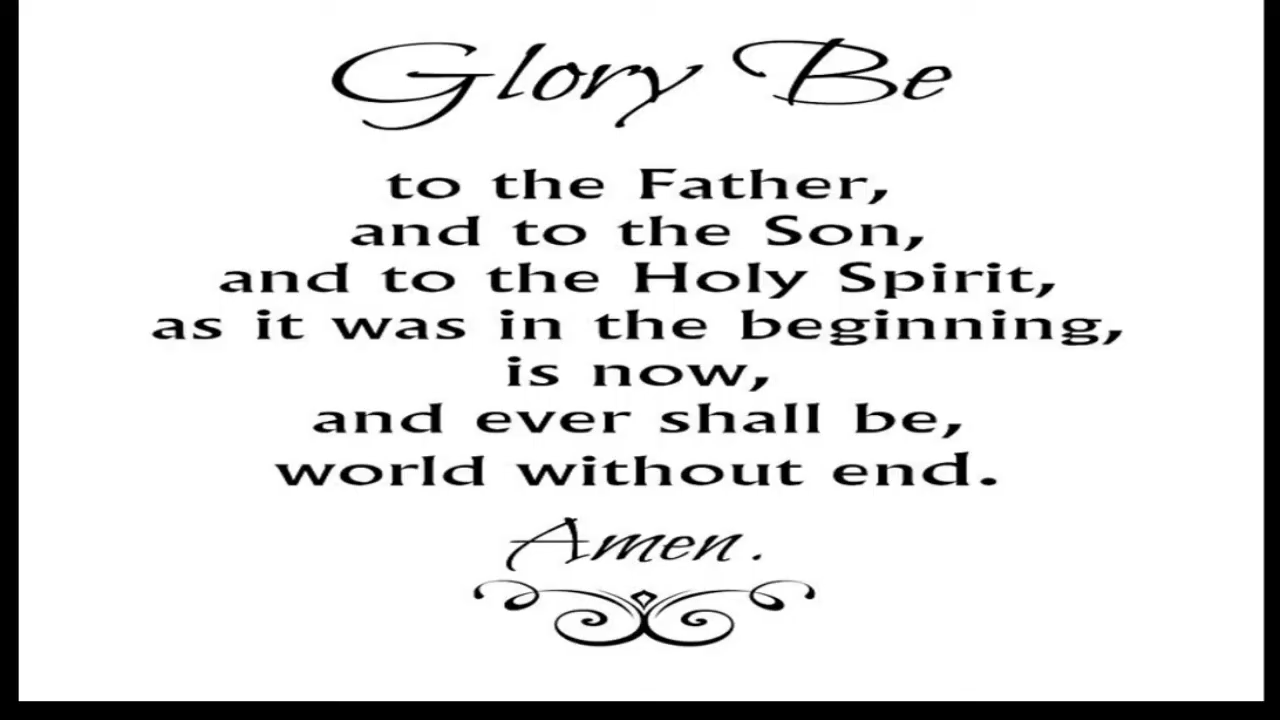 Glory Be
to the Father,
and to the Son,
and to the Holy Spirit,
as it was in the beginning,
is now,
and ever shall be,
world without end.
Amen.